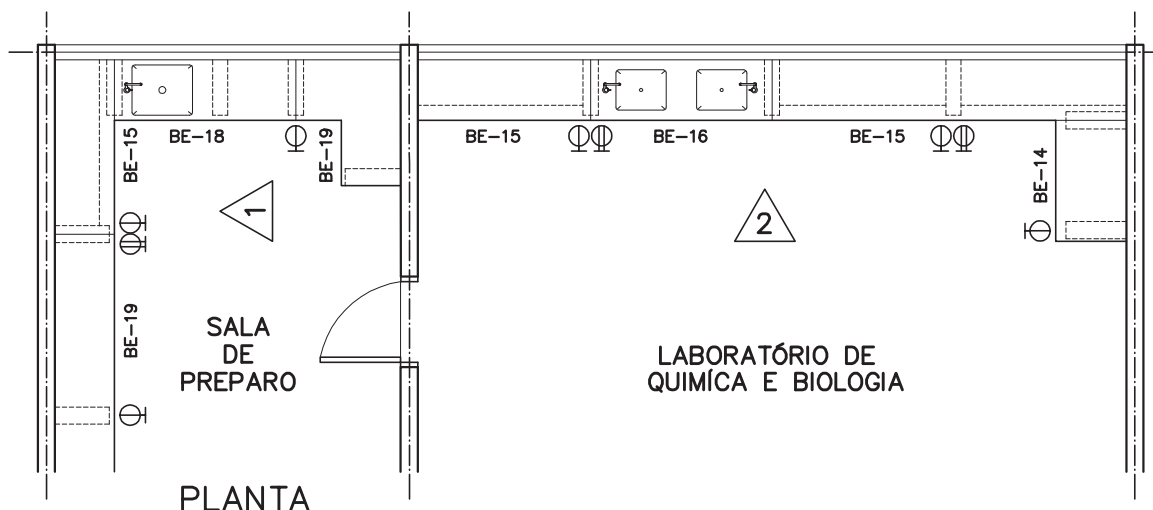 BE-15
BE-18
BE-19
BE-15
BE-16
BE-15
BE-14
1
2
BE-19
SALA
DE
PREPARO
LABORATÓRIO DE
QUIMÍCA E BIOLOGIA
PLANTA